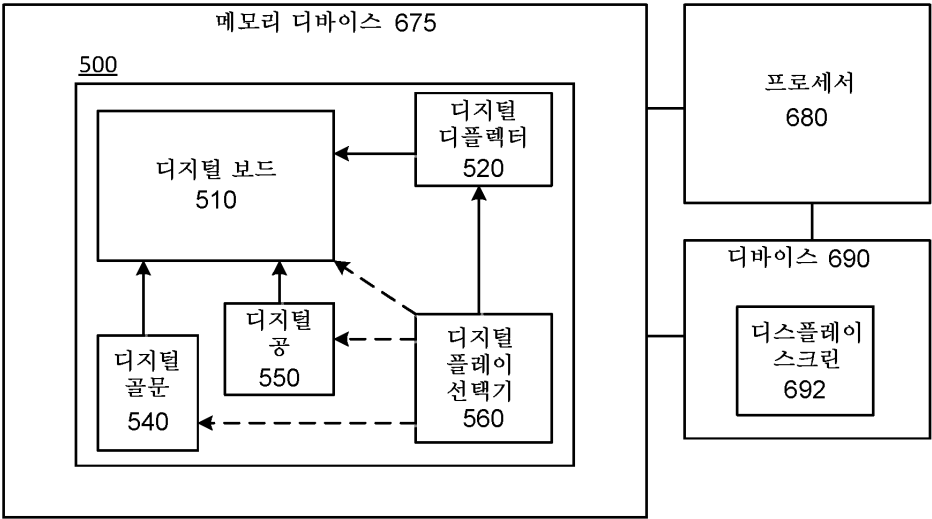 메모리 디바이스 675
500
디지털 보드
510
디지털
디플렉터
520
디지털
골문
540
디지털
공
550
디지털
플레이
선택기
560
프로세서
680
디바이스 690
디스플레이
스크린
692